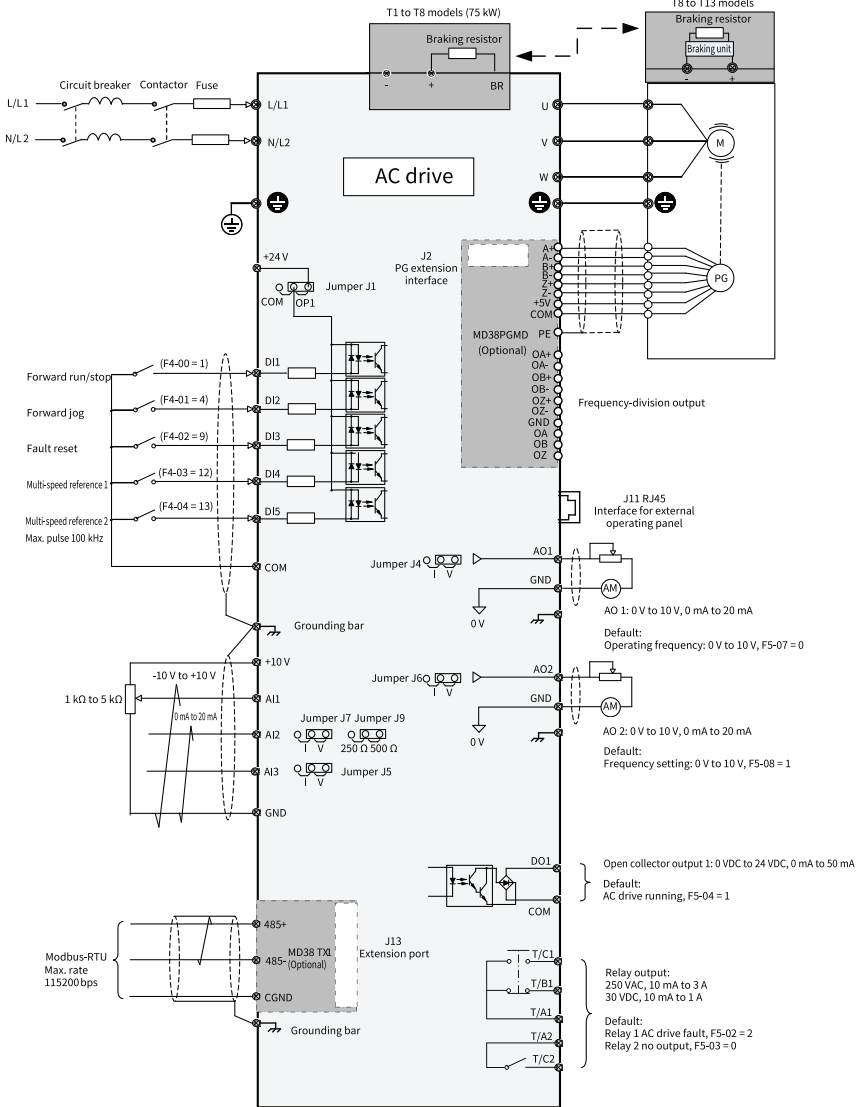 T1 to T8 models (75 kW)
Braking resistor
-
+
BR
T8 to T13 models
Braking resistor
Braking unit
-
+
Circuit breaker
Contactor
Fuse
L/L1
L/L1
N/L2
N/L2
U
V
W
M
AC drive
+24 V
COM
OP1
Jumper J1
J2
PG extension
interface
MD38PGMD
(Optional)
A+
A-
B+
B-
Z+
Z-
+5V
COM
PE
OA+
OA-
OB+
OB-
OZ+
OZ-
GND
OA
OB
OZ
PG
Frequency-division output
Forward run/stop
(F4-00 = 1)
DI1
Forward jog
(F4-01 = 4)
DI2
Fault reset
(F4-02 = 9)
DI3
Multi-speed reference 1
(F4-03 = 12)
DI4
Multi-speed reference 2
(F4-04 = 13)
DI5
Max. pulse 100 kHz
COM
J11 RJ45
Interface for external
operating panel
Jumper J4
I
V
AO1
GND
0 V
AM
AO 1: 0 V to 10 V, 0 mA to 20 mA
Default:
Operating frequency: 0 V to 10 V, F5-07 = 0
Grounding bar
+10 V
-10 V to +10 V
1 kΩ to 5 kΩ
AI1
0 mA to 20 mA
AI2
Jumper J7
Jumper J9
I
V
250 Ω
500 Ω
AI3
Jumper J5
I
V
GND
Jumper J6
I
V
AO2
GND
0 V
AM
AO 2: 0 V to 10 V, 0 mA to 20 mA
Default:
Frequency setting: 0 V to 10 V, F5-08 = 1
DO1
COM
Open collector output 1: 0 VDC to 24 VDC, 0 mA to 50 mA
Default:
AC drive running, F5-04 = 1
Modbus-RTU
Max. rate
115200 bps
485+
485-
CGND
MD38 TX1
(Optional)
J13
Extension port
Grounding bar
T/C1
T/B1
T/A1
T/A2
T/C2
Relay output:
250 VAC, 10 mA to 3 A
30 VDC, 10 mA to 1 A
Default:
Relay 1 AC drive fault, F5-02 = 2
Relay 2 no output, F5-03 = 0